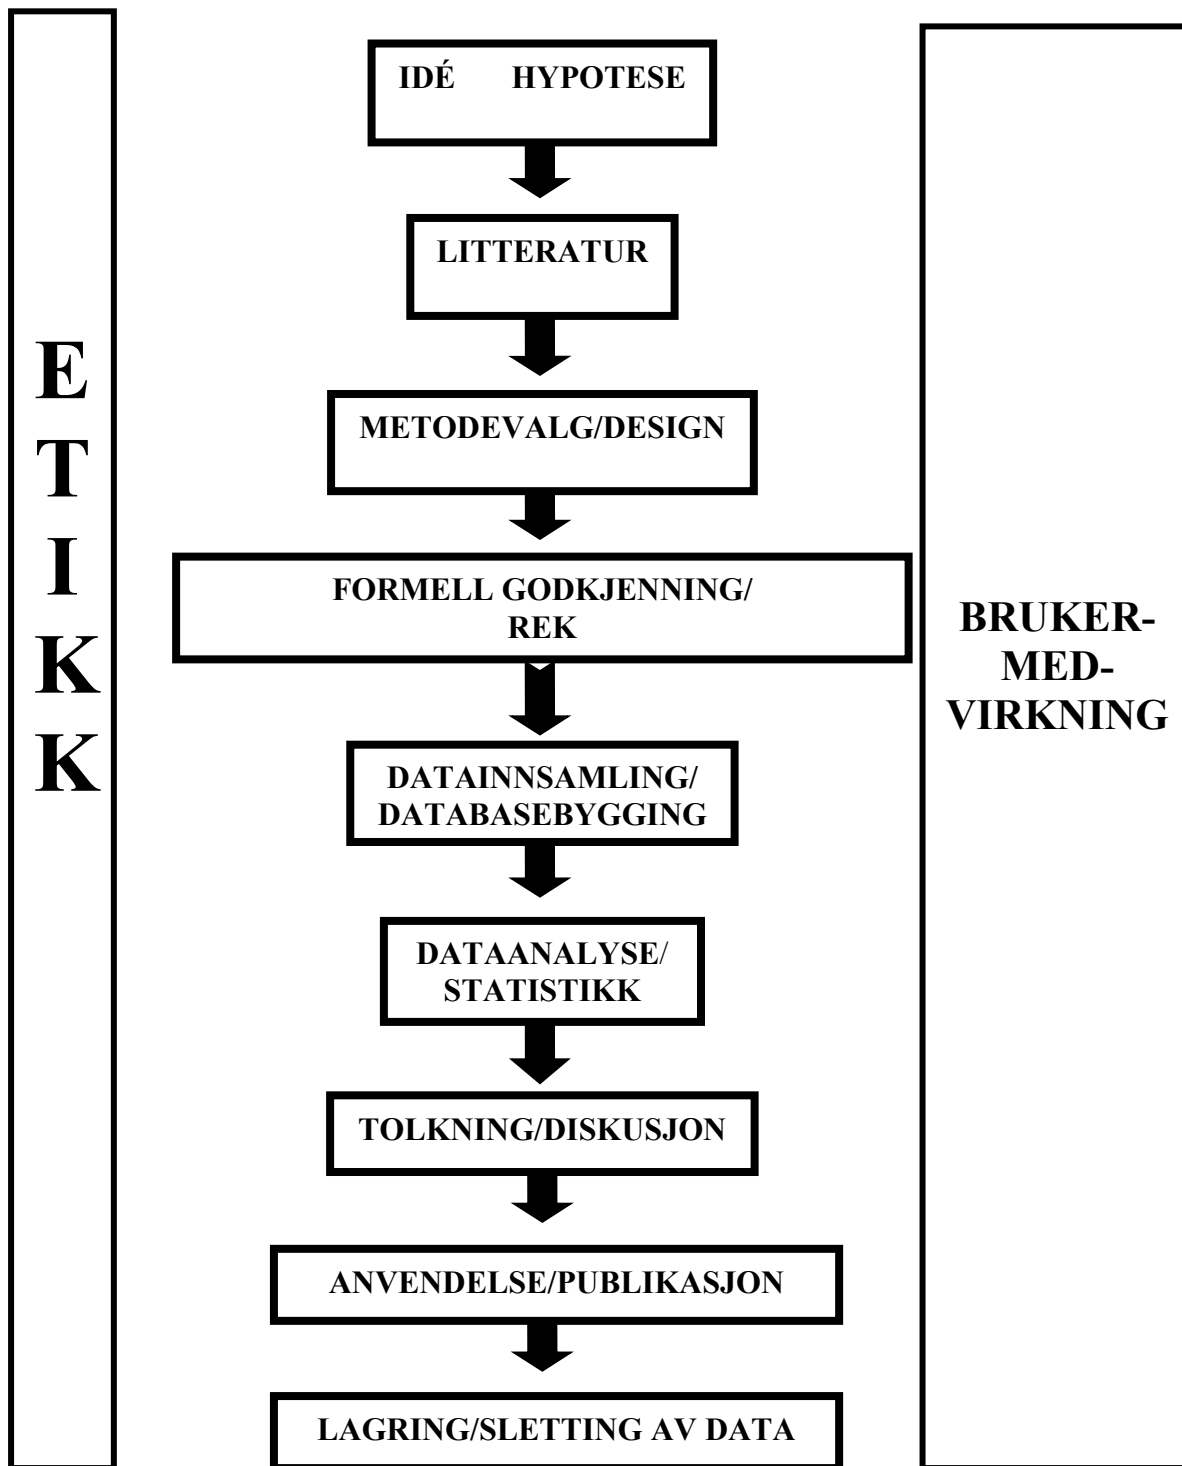 E
T
I
K
K
IDÉ HYPOTESE
LITTERATUR
METODEVALG/DESIGN
FORMELL GODKJENNING/
REK
DATAINNSAMLING/
DATABASEBYGGING
DATAANALYSE/
STATISTIKK
TOLKNING/DISKUSJON
ANVENDELSE/PUBLIKASJON
LAGRING/SLETTING AV DATA
BRUKER-
MED-
VIRKNING